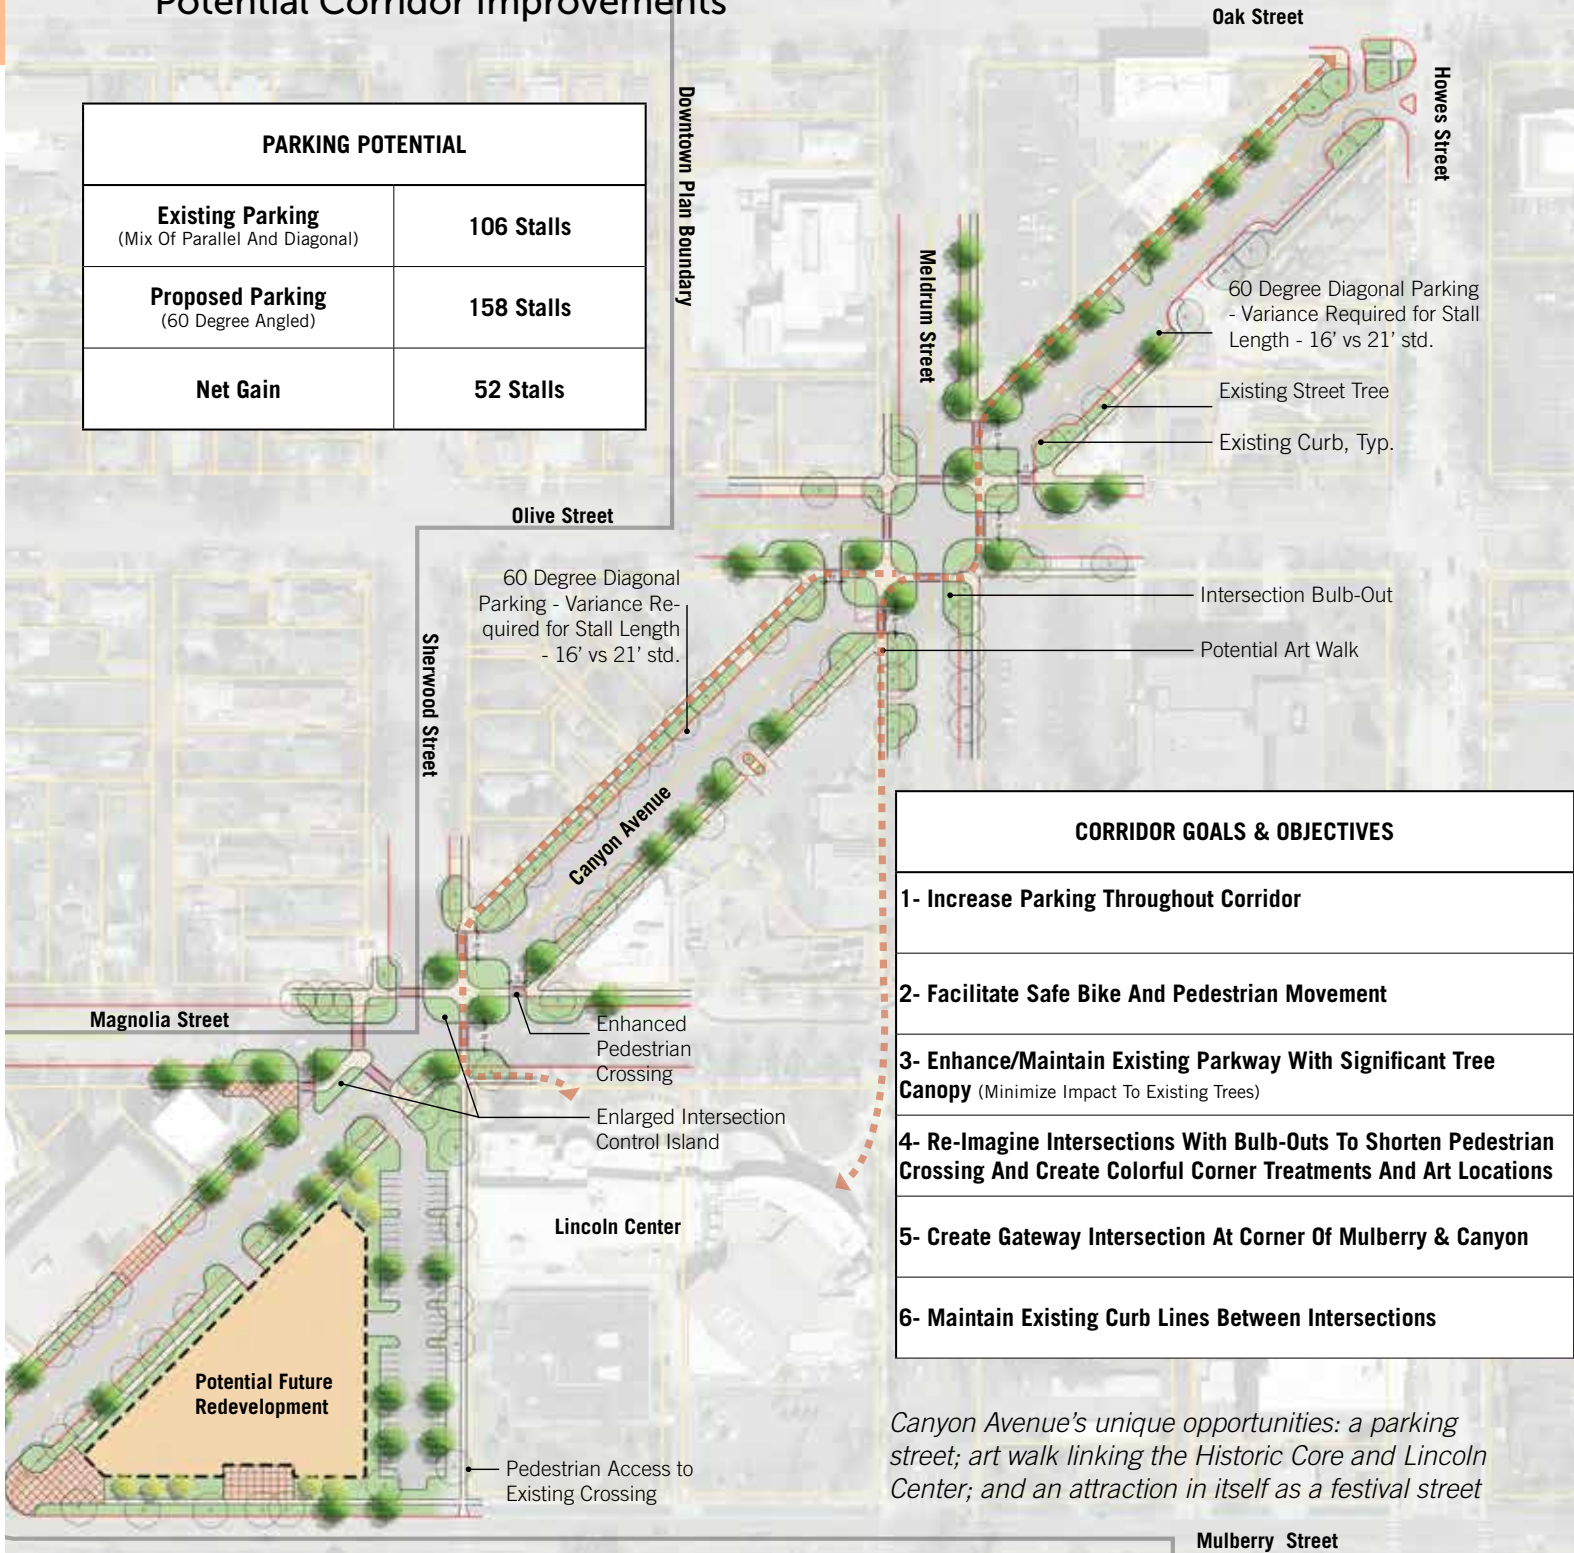 Potential Corridor Improvements
Oak Street
Howes Street
Downtown Plan Boundary
PARKING POTENTIAL
Existing Parking
(Mix Of Parallel And Diagonal)
106 Stalls
Proposed Parking
(60 Degree Angled)
158 Stalls
Net Gain
52 Stalls
Meldrum Street
60 Degree Diagonal Parking
- Variance Required for Stall
Length - 16' vs 21' std.
Existing Street Tree
Existing Curb, Typ.
Olive Street
60 Degree Diagonal
Parking - Variance Re-
quired for Stall Length
- 16' vs 21' std.
Intersection Bulb-Out
Potential Art Walk
Sherwood Street
Canyon Avenue
CORRIDOR GOALS & OBJECTIVES
1- Increase Parking Throughout Corridor
2- Facilitate Safe Bike And Pedestrian Movement
3- Enhance/Maintain Existing Parkway With Significant Tree
Canopy (Minimize Impact To Existing Trees)
4- Re-Imagine Intersections With Bulb-Outs To Shorten Pedestrian
Crossing And Create Colorful Corner Treatments And Art Locations
5- Create Gateway Intersection At Corner Of Mulberry & Canyon
6- Maintain Existing Curb Lines Between Intersections
Magnolia Street
Enhanced
Pedestrian
Crossing
Enlarged Intersection
Control Island
Lincoln Center
Potential Future
Redevelopment
Pedestrian Access to
Existing Crossing
Canyon Avenue's unique opportunities: a parking
street; art walk linking the Historic Core and Lincoln
Center; and an attraction in itself as a festival street
Mulberry Street